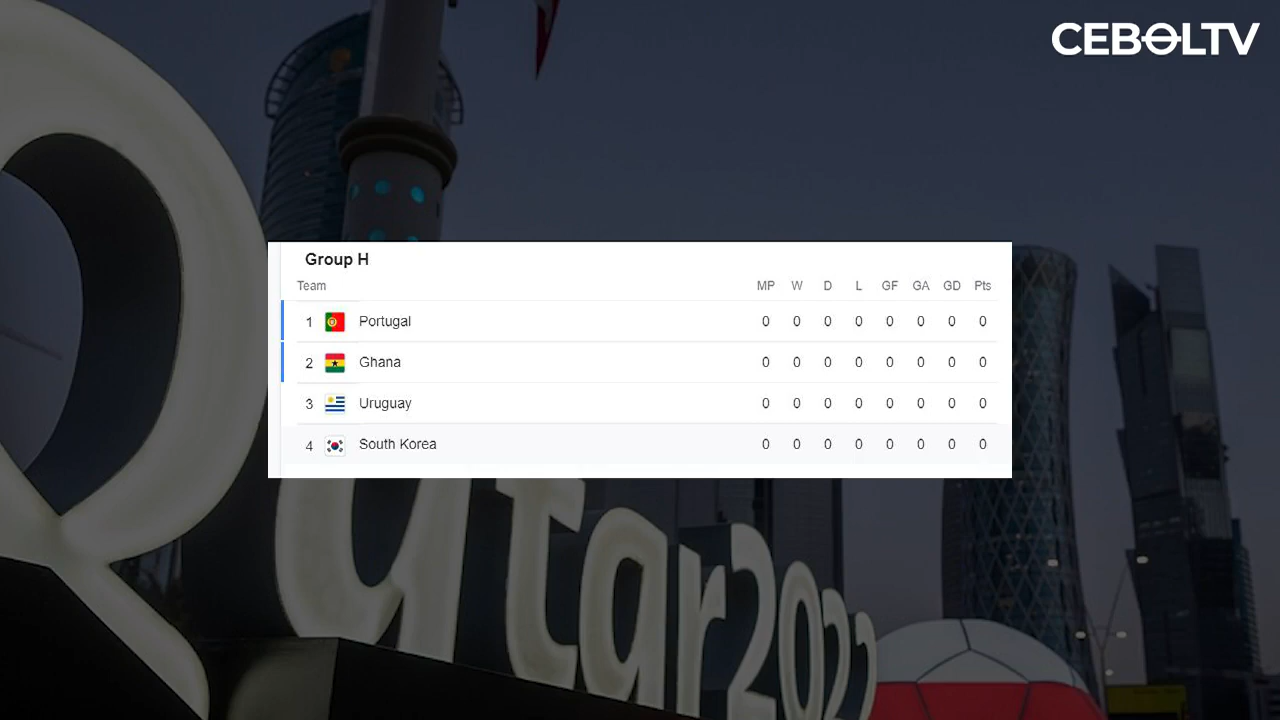 CEBOLTV
Group H
Team MP W D L GF GA GD Pts
1 Portugal 0 0 0 0 0 0 0 0
2 Ghana 0 0 0 0 0 0 0 0
3 Uruguay 0 0 0 0 0 0 0 0
4 South Korea 0 0 0 0 0 0 0 0
Qatar2022